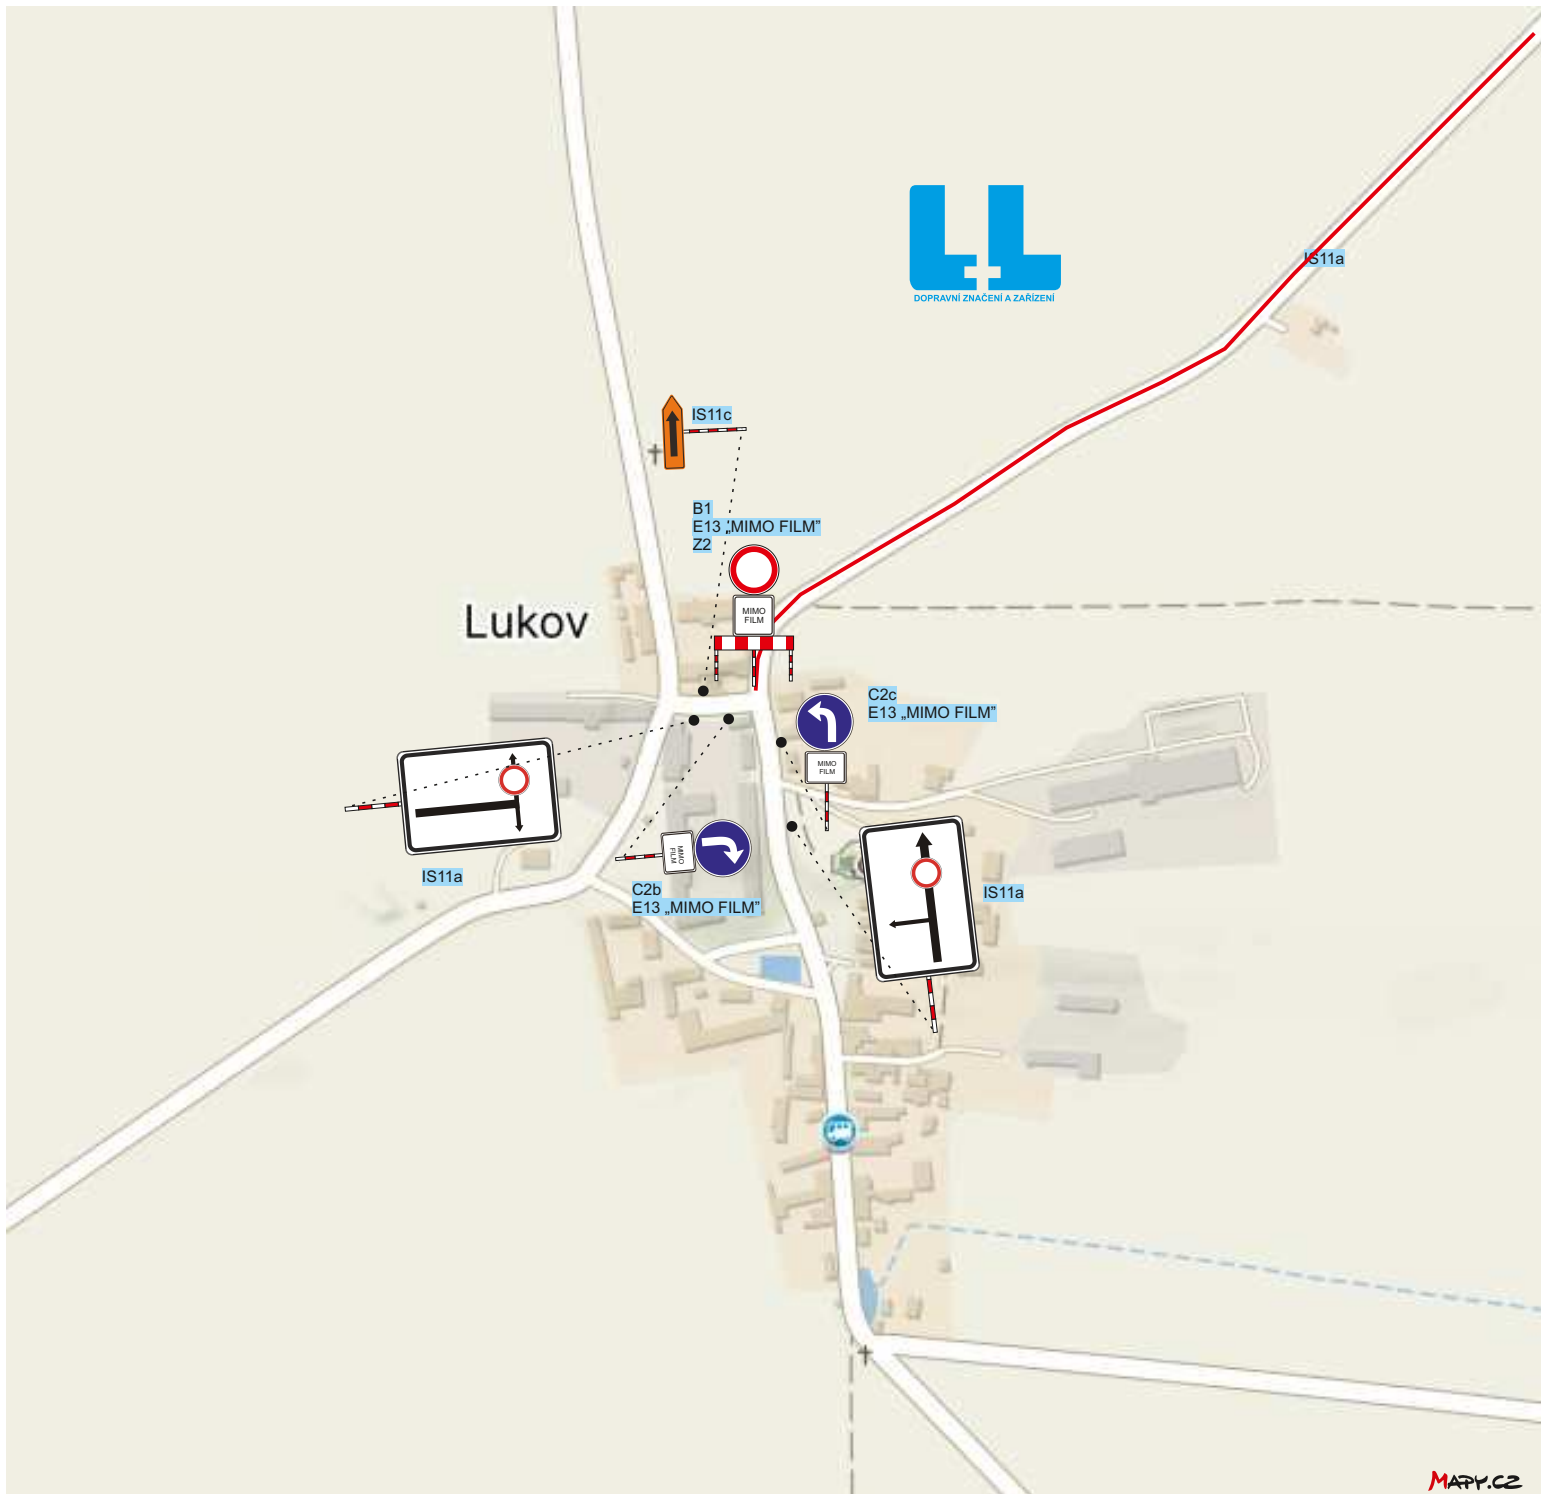 DOPRAVNÍ ZNAČENÍ A ZAŘÍZENÍ
IS11a
IS11c
B1
E13 „MIMO FILM”
Z2
MIMO
FILM
Lukov
C2c
E13 „MIMO FILM”
MIMO
FILM
MIMO
FILM
IS11a
C2b
E13 „MIMO FILM”
IS11a
MAPY.CZ